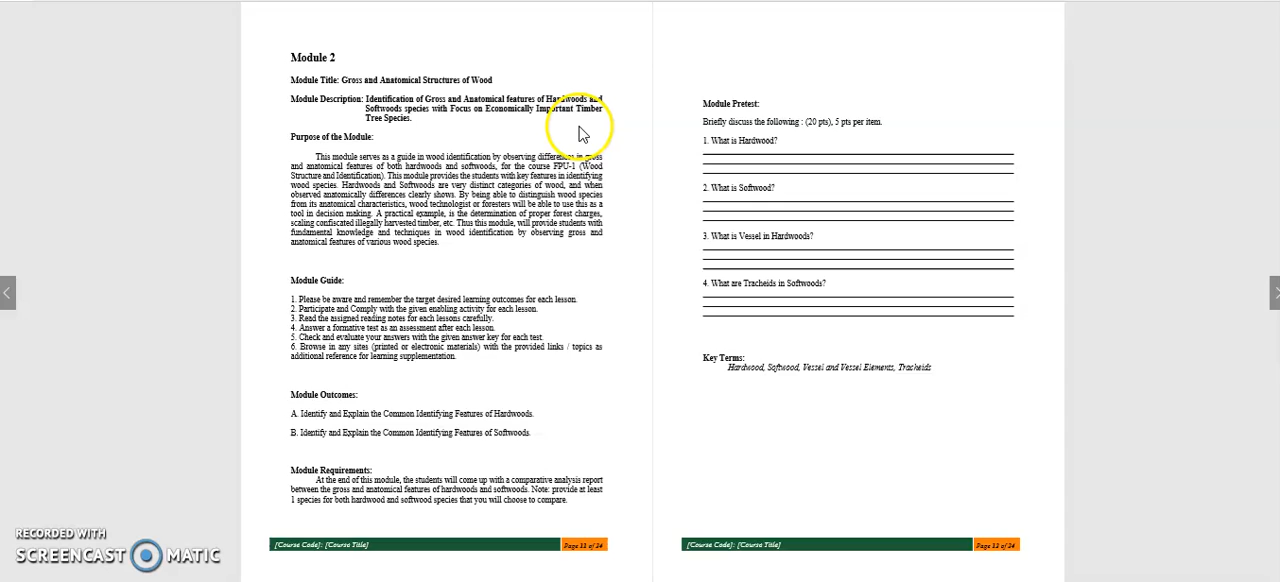 Module 2
Module Title: Gross and Anatomical Structures of Wood
Module Description: Identification of Gross and Anatomical features of Hardwoods and
Softwoods species with Focus on Economically Important Timber
Tree Species.
Purpose of the Module:
This module serves as a guide in wood identification by observing differences in gross
and anatomical features of both hardwoods and softwoods, for the course FPU-1 (Wood
Structure and Identification). This module provides the students with key features in identifying
wood species. Hardwoods and Softwoods are very distinct categories of wood, and when
observed anatomically differences clearly shows. By being able to distinguish wood species
from its anatomical characteristics, wood technologist or foresters will be able to use this as a
tool in decision making. A practical example, is the determination of proper forest charges,
scaling confiscated illegally harvested timber, etc. Thus this module, will provide students with
fundamental knowledge and techniques in wood identification by observing gross and
anatomical features of various wood species.
Module Guide:
1. Please be aware and remember the target desired learning outcomes for each lesson.
2. Participate and Comply with the given enabling activity for each lesson.
3. Read the assigned reading notes for each lessons carefully.
4. Answer a formative test as an assessment after each lesson.
5. Check and evaluate your answers with the given answer key for each test.
6. Browse in any sites (printed or electronic materials) with the provided links / topics as
additional reference for learning supplementation.
Module Outcomes:
A. Identify and Explain the Common Identifying Features of Hardwoods.
B. Identify and Explain the Common Identifying Features of Softwoods.
Module Requirements:
At the end of this module, the students will come up with a comparative analysis report
between the gross and anatomical features of hardwoods and softwoods. Note: provide at least
1 species for both hardwood and softwood species that you will choose to compare.
[Course Code]: [Course Title]
Page 11 of 24
Module Pretest:
Briefly discuss the following : (20 pts), 5 pts per item.
1. What is Hardwood?
2. What is Softwood?
3. What is Vessel in Hardwoods?
4. What are Tracheids in Softwoods?
Key Terms:
Hardwood, Softwood, Vessel and Vessel Elements, Tracheids
[Course Code]: [Course Title]
Page 12 of 24
RECORDED WITH
SCREENCAST MATIC